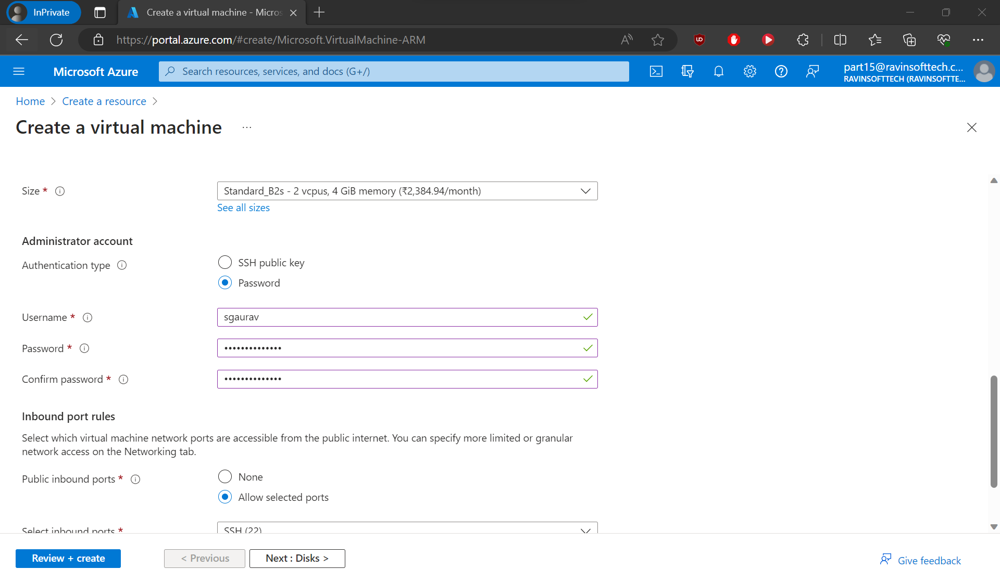 InPrivate
Create a virtual machine - Micros
https://portal.azure.com/#create/Microsoft.VirtualMachine-ARM
Microsoft Azure
Search resources, services, and docs (G+/)
part15@ravinsofttech.c...
RAVINSOFTTECH (RAVINSOFTTE...
Home > Create a resource >
Create a virtual machine ...
Size *
Standard_B2s - 2 vcpus, 4 GiB memory (₹2,384.94/month)
See all sizes
Administrator account
Authentication type
SSH public key
Password
Username *
sgaurav
Password *
••••••••••••••
Confirm password *
••••••••••••••
Inbound port rules
Select which virtual machine network ports are accessible from the public internet. You can specify more limited or granular
network access on the Networking tab.
Public inbound ports *
None
Allow selected ports
Select inbound ports *
SSH (22)
Review + create
< Previous
Next : Disks >
Give feedback